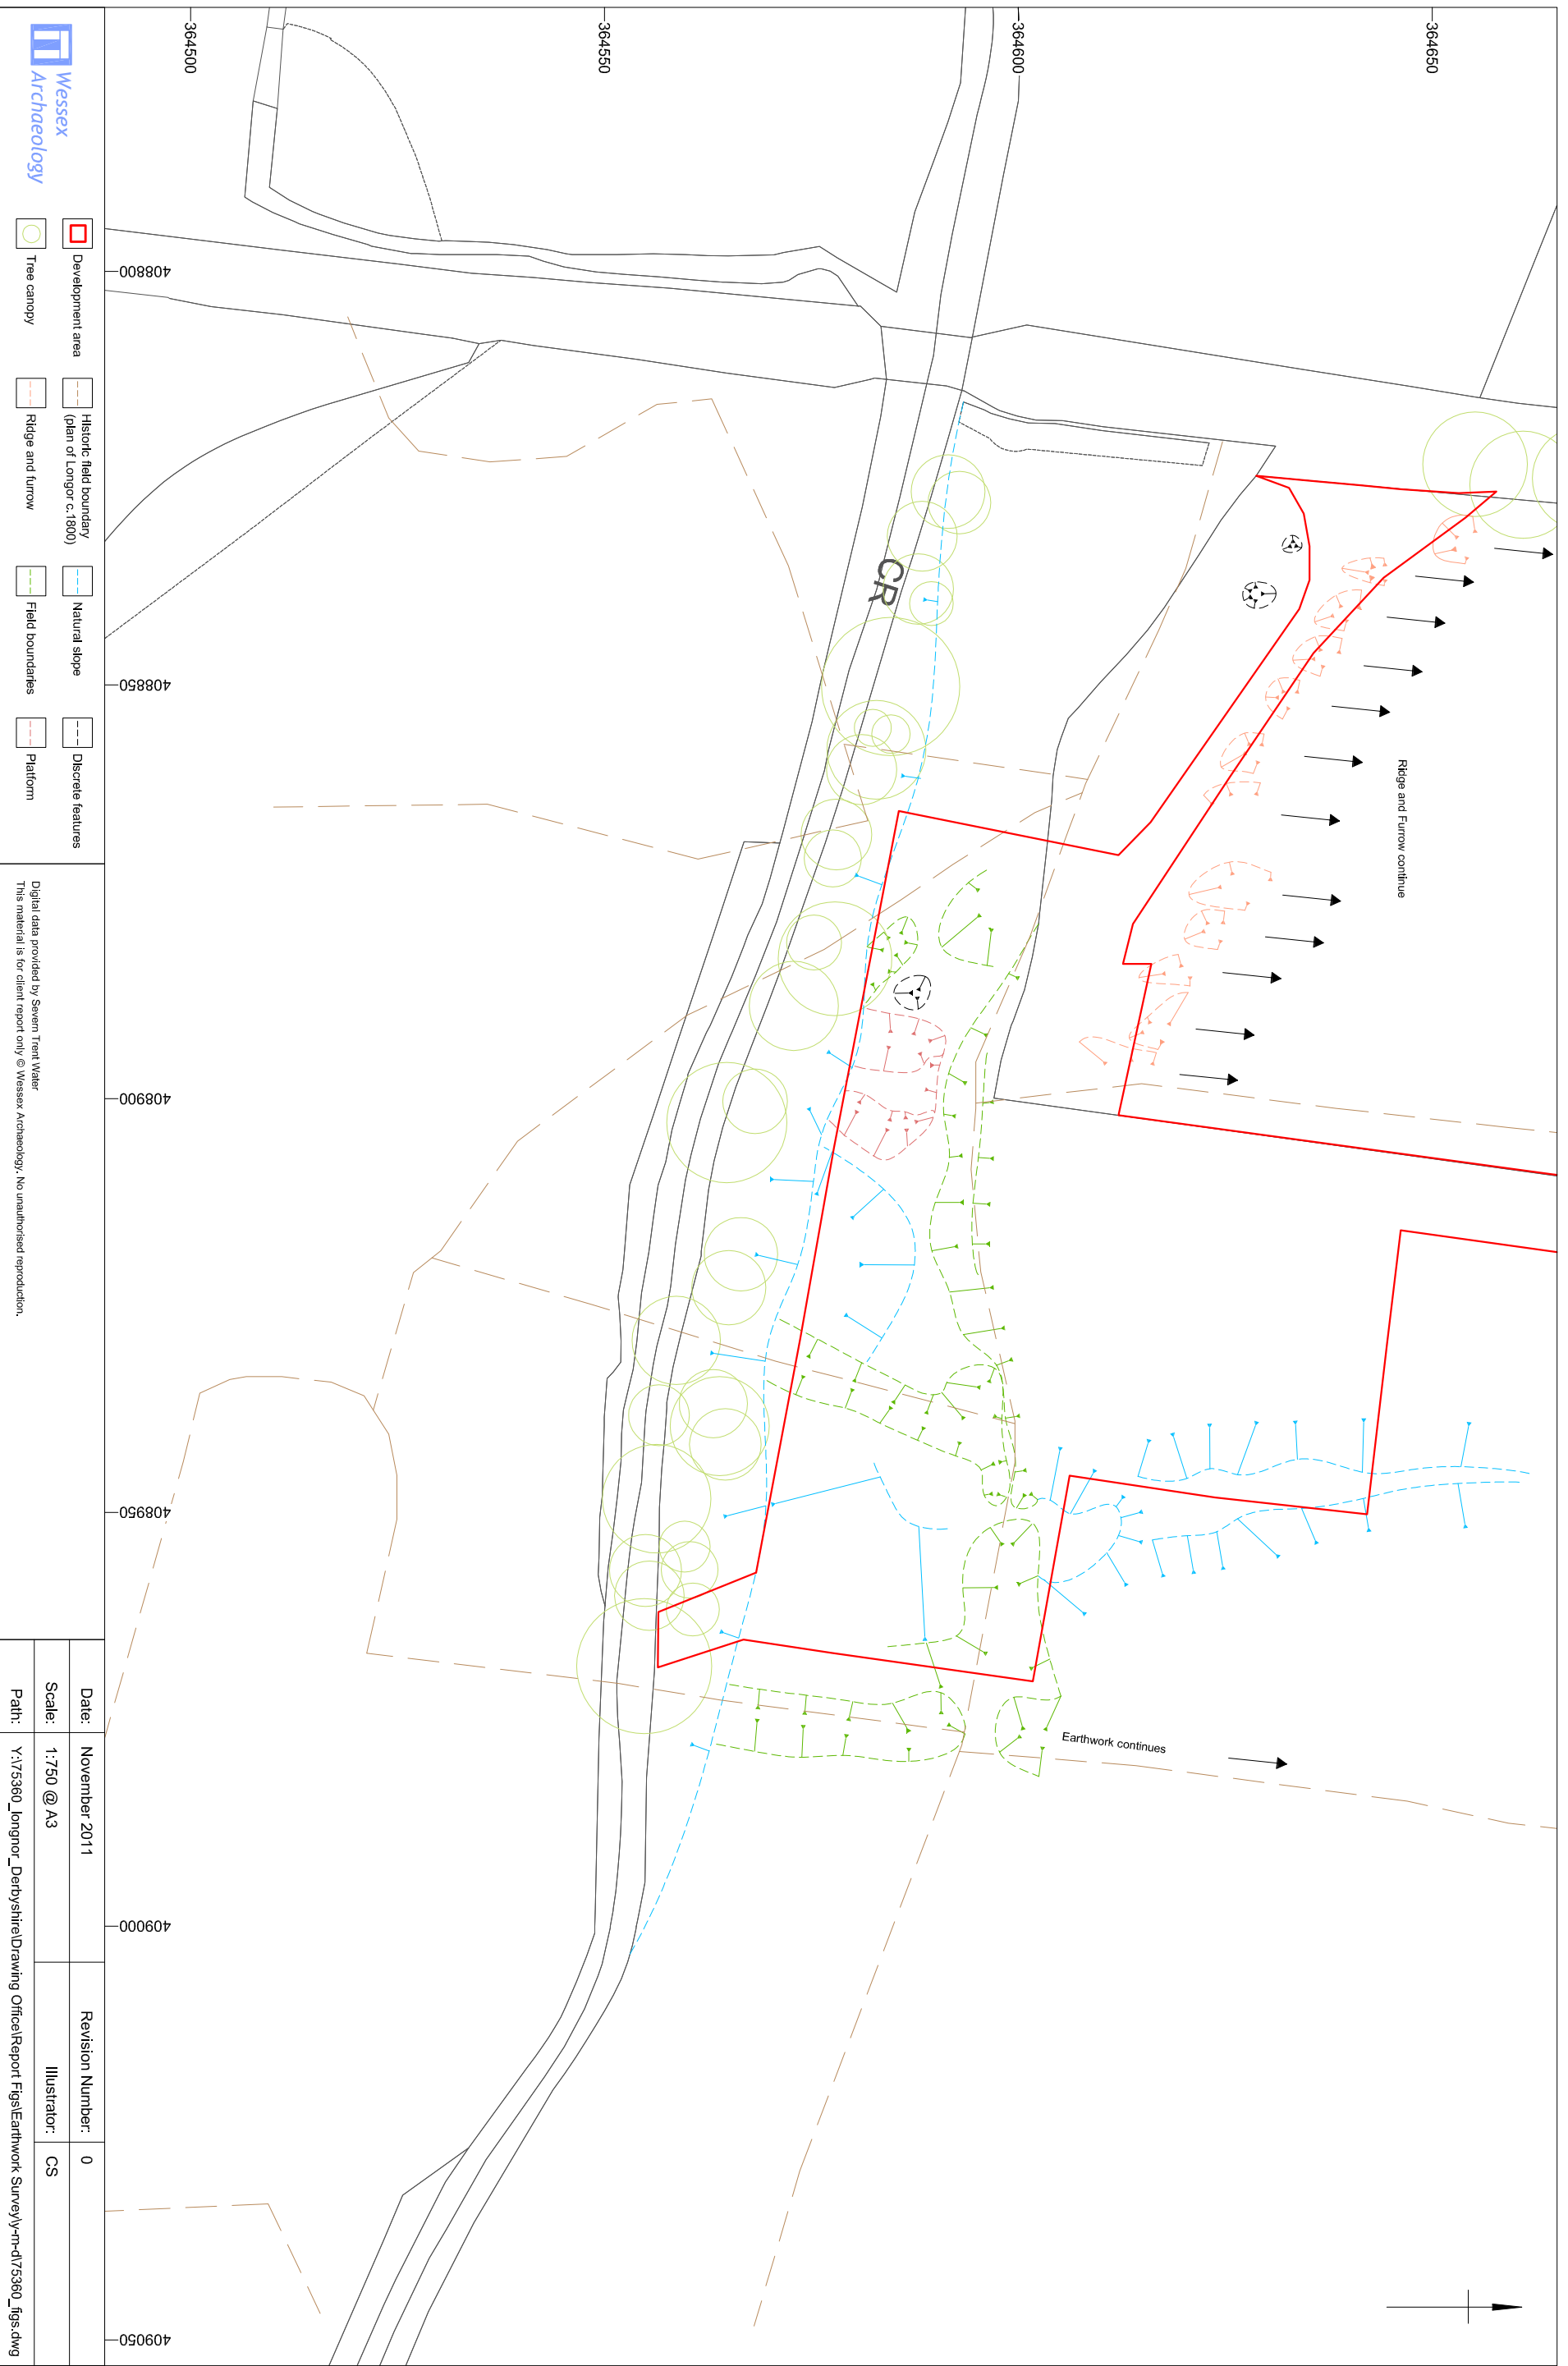 364650
364600
364550
364500
408800
408850
408900
408950
409000
409050
Ridge and Furrow continue
CR
Earthwork continues
Wessex
Archaeology
Development area
Historic field boundary
(plan of Longor c.1800)
Natural slope
Discrete features
Tree canopy
Ridge and furrow
Field boundaries
Platform
Digital data provided by Severn Trent Water
This material is for client report only © Wessex Archaeology. No unauthorised reproduction.
Date: November 2011 Revision Number: 0
Scale: 1:750 @ A3 Illustrator: CS
Path: Y:\75360_longnor_Derbyshire\Drawing Office\Report Figs\Earthwork Survey\y-m-d\75360_figs.dwg